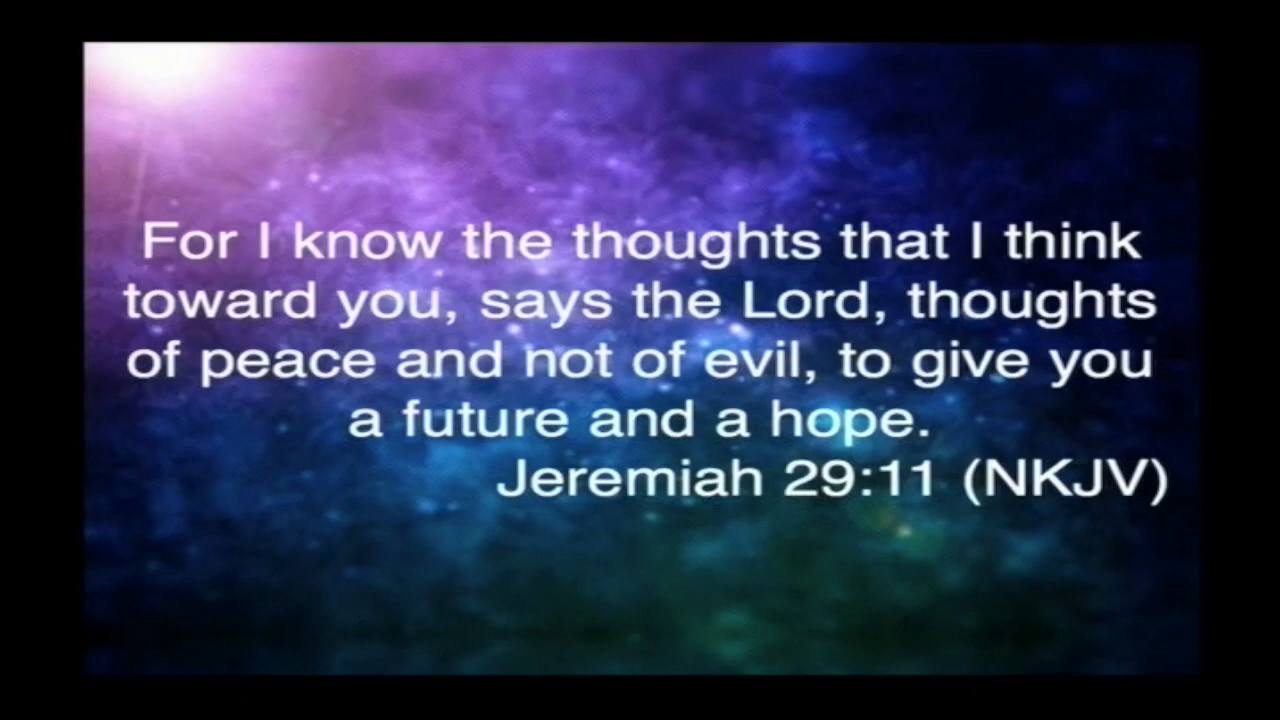 For I know the thoughts that I think
toward you, says the Lord, thoughts
of peace and not of evil, to give you
a future and a hope.
Jeremiah 29:11 (NKJV)